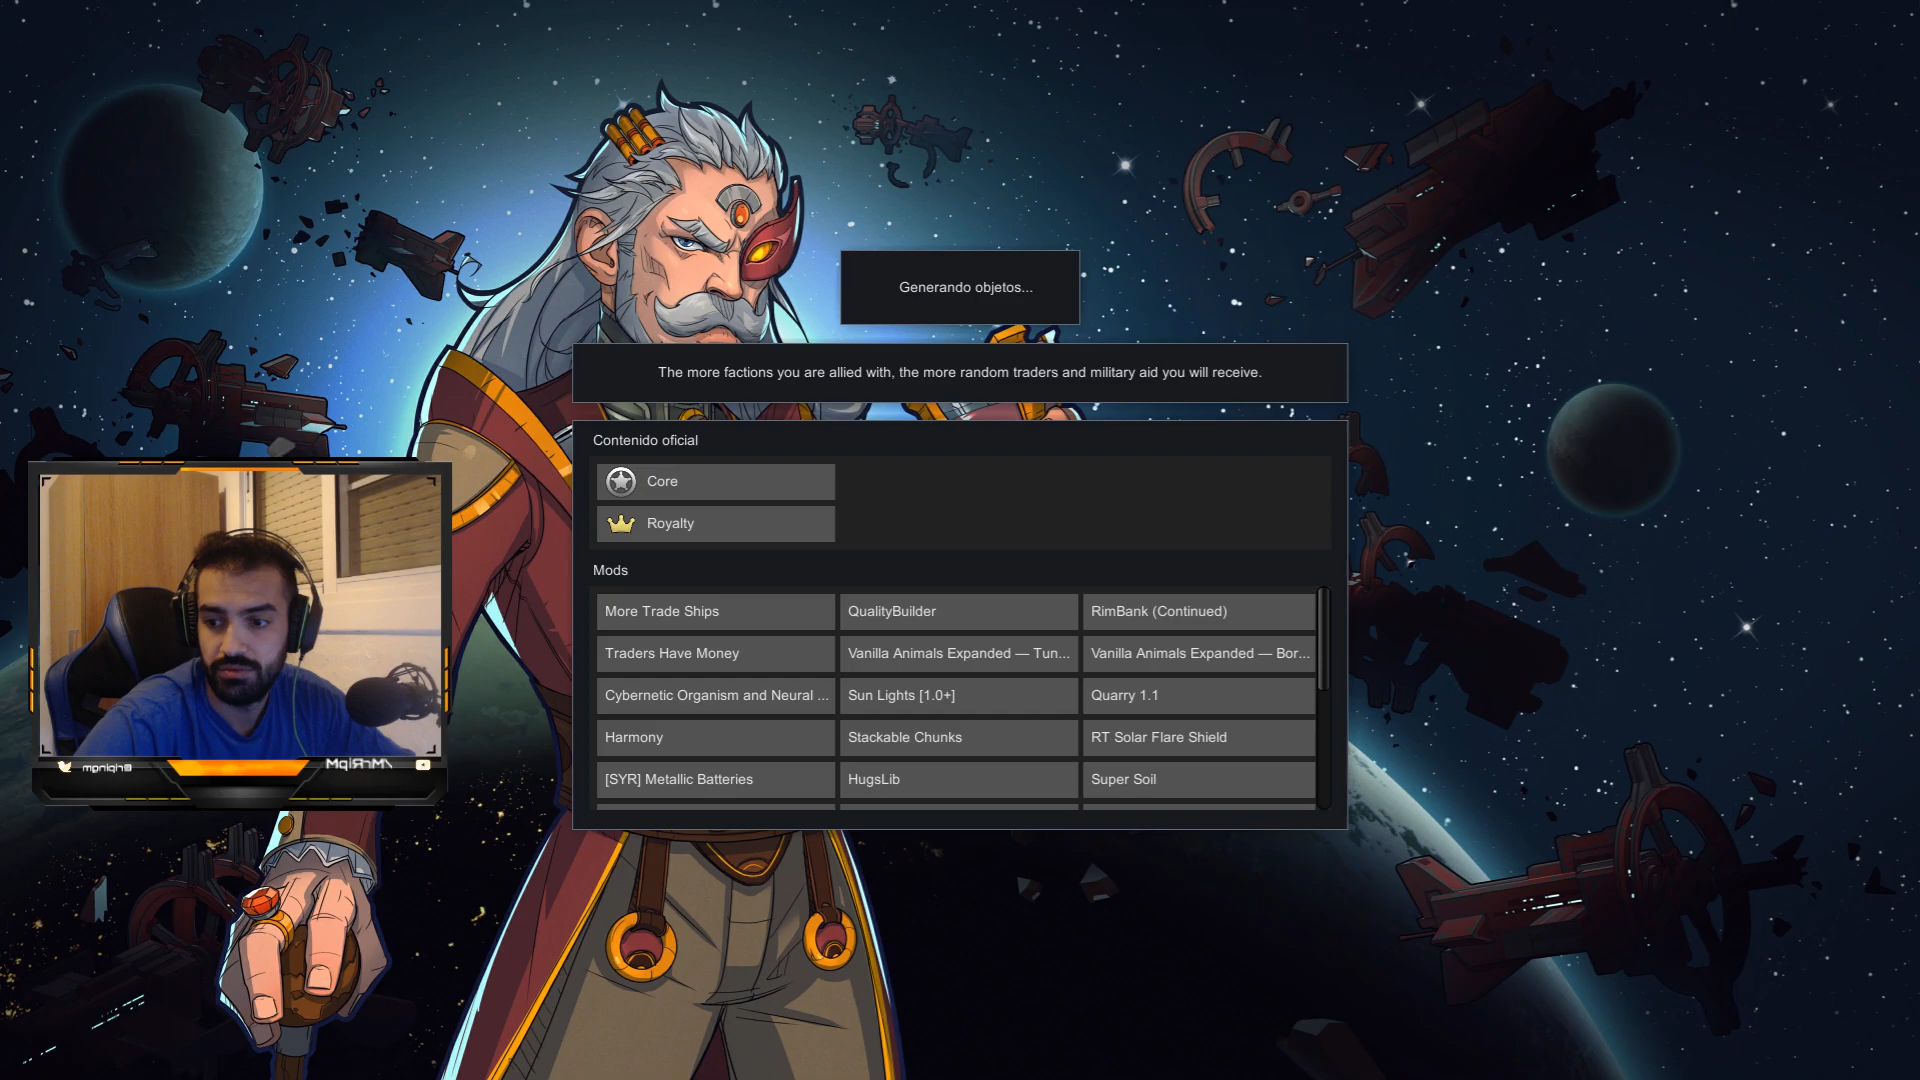 Generando objetos...
The more factions you are allied with, the more random traders and military aid you will receive.
Contenido oficial
Core
Royalty
Mods
More Trade Ships
QualityBuilder
RimBank (Continued)
Traders Have Money
Vanilla Animals Expanded — Tun...
Vanilla Animals Expanded — Bor...
Cybernetic Organism and Neural ...
Sun Lights [1.0+]
Quarry 1.1
Harmony
Stackable Chunks
RT Solar Flare Shield
[SYR] Metallic Batteries
HugsLib
Super Soil